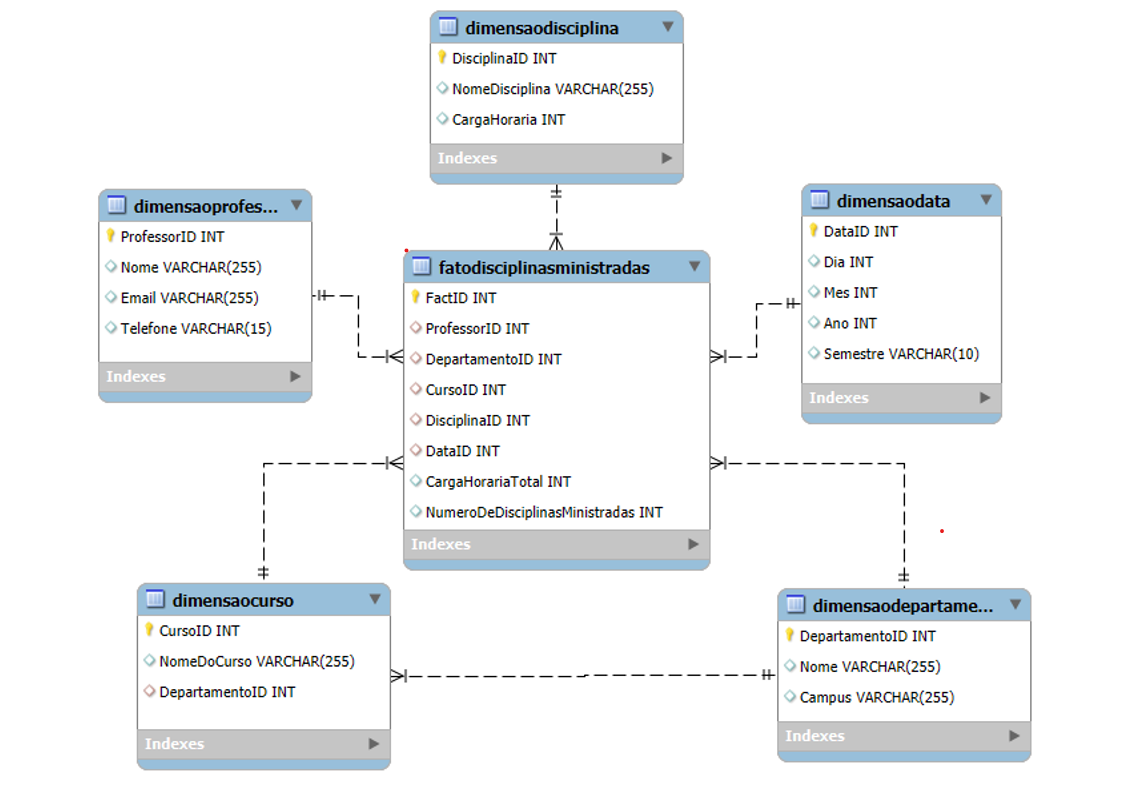 dimensaodisciplina
DisciplinaID INT
NomeDisciplina VARCHAR(255)
CargaHoraria INT
Indexes
dimensaoprofes...
ProfessorID INT
Nome VARCHAR(255)
Email VARCHAR(255)
Telefone VARCHAR(15)
Indexes
fatodisciplinasministradas
FactID INT
ProfessorID INT
DepartamentoID INT
CursoID INT
DisciplinaID INT
DataID INT
CargaHorariaTotal INT
NumeroDeDisciplinasMinistradas INT
Indexes
dimensaodata
DataID INT
Dia INT
Mes INT
Ano INT
Semestre VARCHAR(10)
Indexes
dimensaocurso
CursoID INT
NomeDoCurso VARCHAR(255)
DepartamentoID INT
Indexes
dimensaodepartame...
DepartamentoID INT
Nome VARCHAR(255)
Campus VARCHAR(255)
Indexes